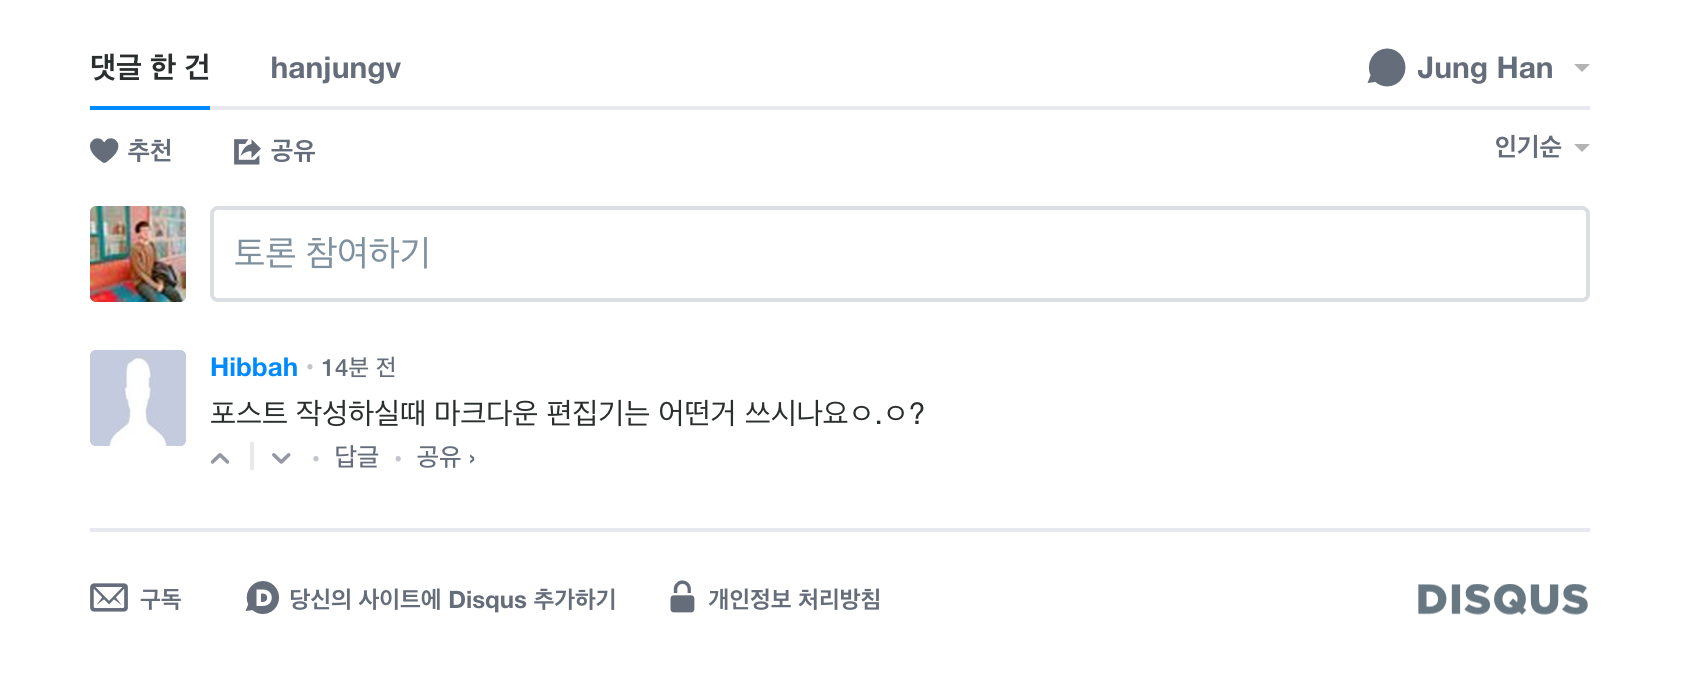 댓글 한 건 hanjungv Jung Han
추천 공유 인기순
토론 참여하기
Hibbah • 14분 전
포스트 작성하실때 마크다운 편집기는 어떤거 쓰시나요ㅇ.ㅇ?
• 답글 • 공유 ›
구독 D 당신의 사이트에 Disqus 추가하기 개인정보 처리방침 DISQUS